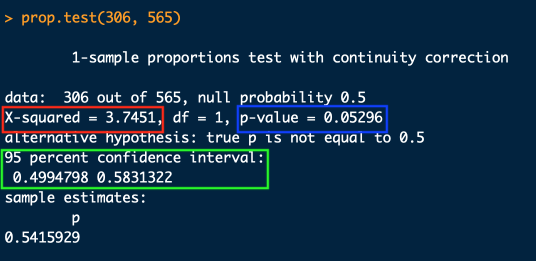 > prop.test(306, 565)
1-sample proportions test with continuity correction
data: 306 out of 565, null probability 0.5
X-squared = 3.7451, df = 1, p-value = 0.05296
alternative hypothesis: true p is not equal to 0.5
95 percent confidence interval:
0.4994798 0.5831322
sample estimates:
p
0.5415929